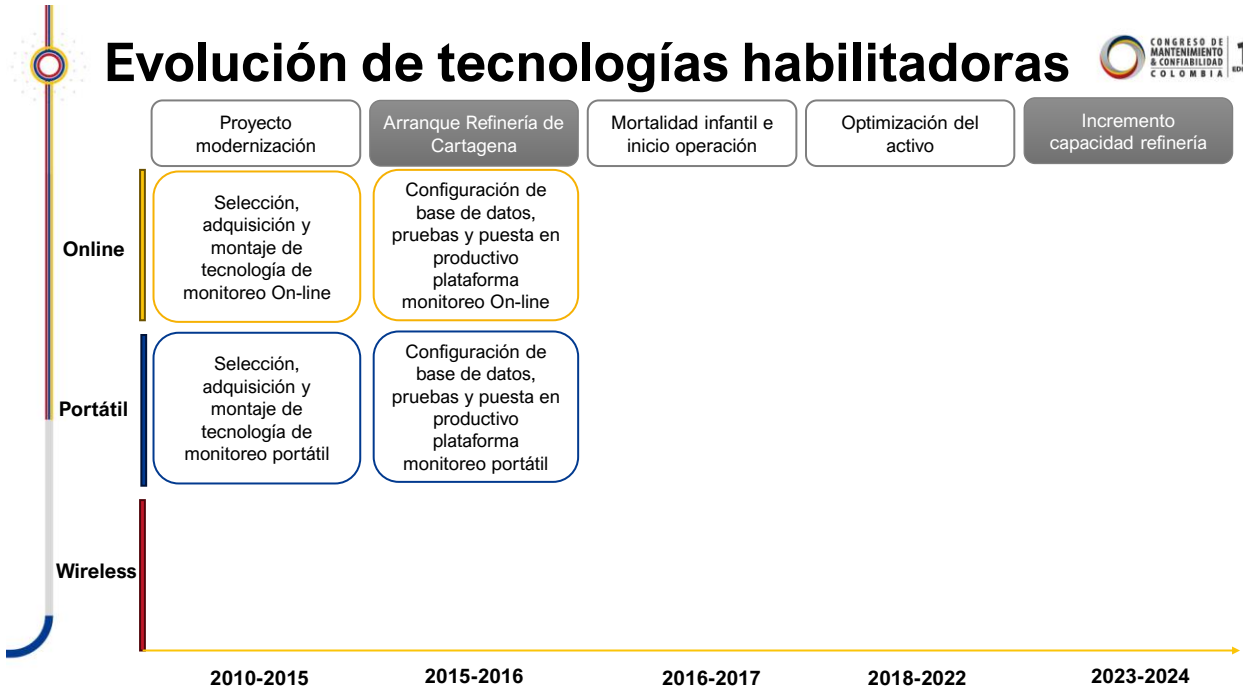 Evolución de tecnologías habilitadoras
CONGRESO DE
MANTENIMIENTO
& CONFIABILIDAD
COLOMBIA
Proyecto
modernización
Arranque Refinería de
Cartagena
Mortalidad infantil e
inicio operación
Optimización del
activo
Incremento
capacidad refinería
Online
Selección,
adquisición y
montaje de
tecnología de
monitoreo On-line
Configuración de
base de datos,
pruebas y puesta en
productivo
plataforma
monitoreo On-line
Portátil
Selección,
adquisición y
montaje de
tecnología de
monitoreo portátil
Configuración de
base de datos,
pruebas y puesta en
productivo
plataforma
monitoreo portátil
Wireless
2010-2015
2015-2016
2016-2017
2018-2022
2023-2024